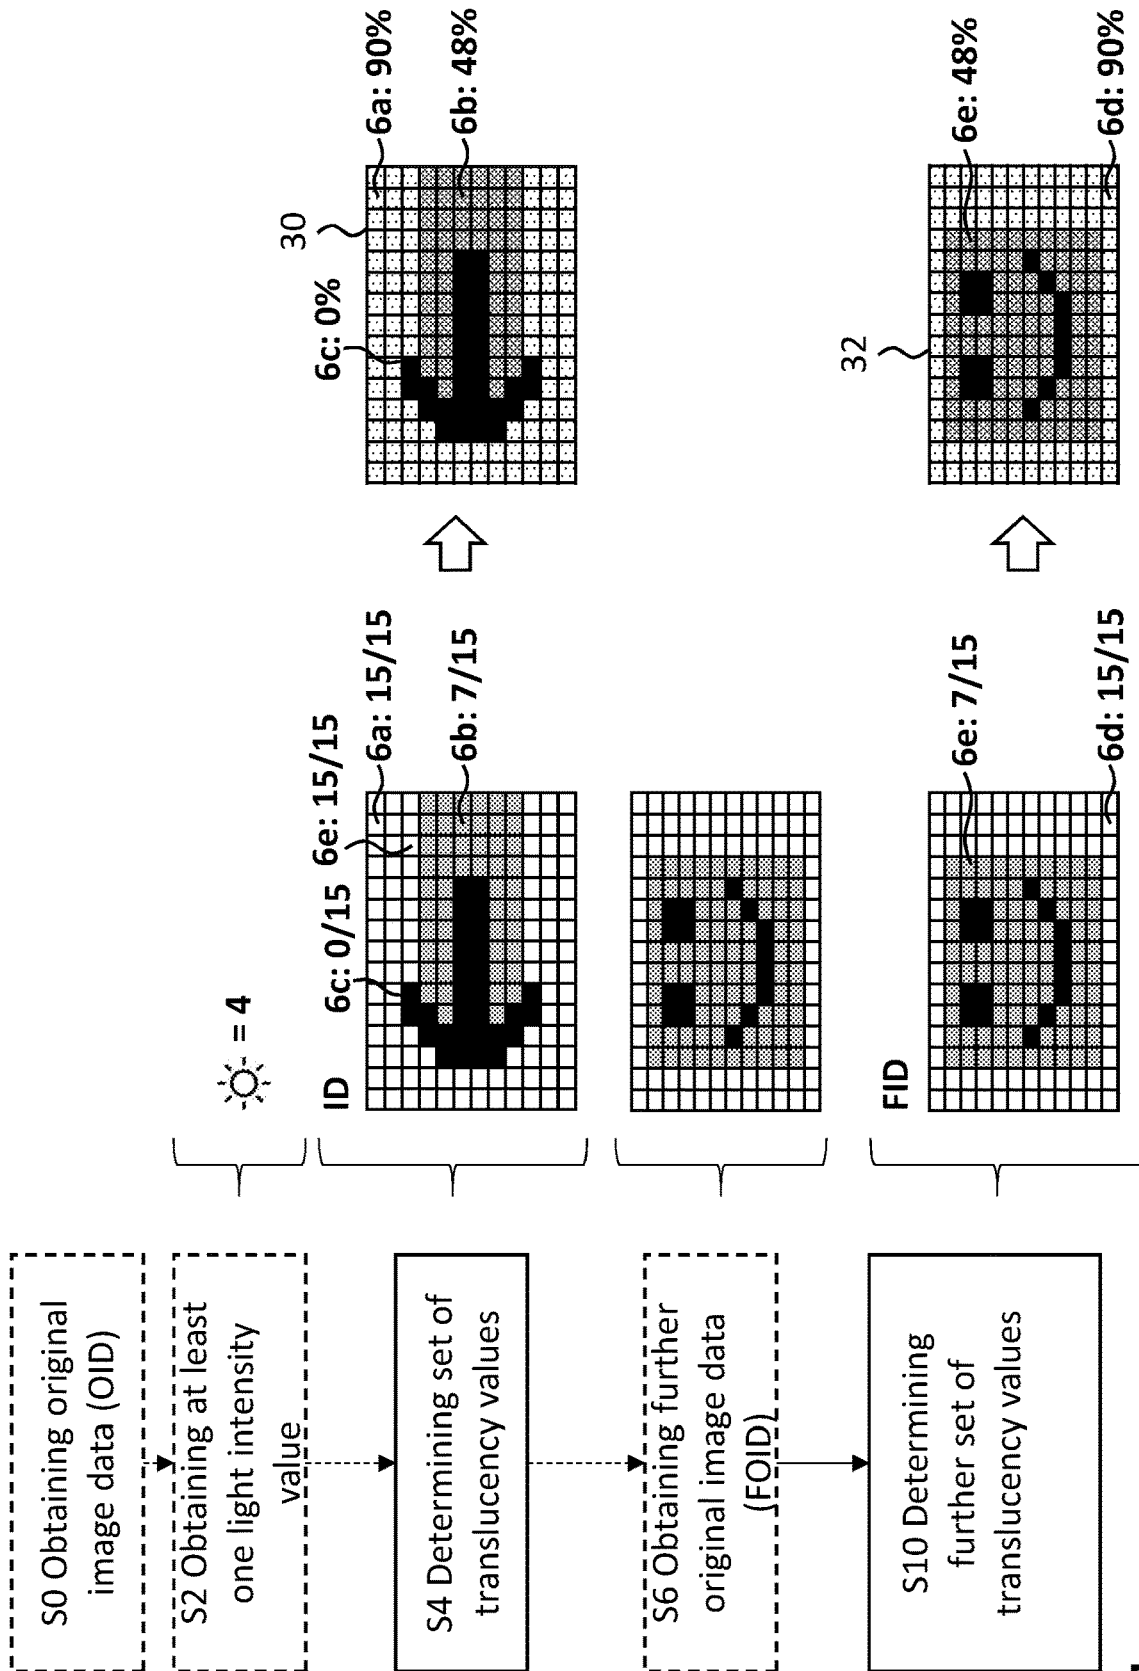 S0 Obtaining original
image data (OID)
S2 Obtaining at least
one light intensity
value
S4 Determining set of
translucency values
S6 Obtaining further
original image data
(FOID)
S10 Determining
further set of
translucency values
= 4
ID
6c: 0/15
6e: 15/15
6a: 15/15
6b: 7/15
6c: 0%
30
6a: 90%
6b: 48%
FID
6e: 7/15
6d: 15/15
32
6e: 48%
6d: 90%